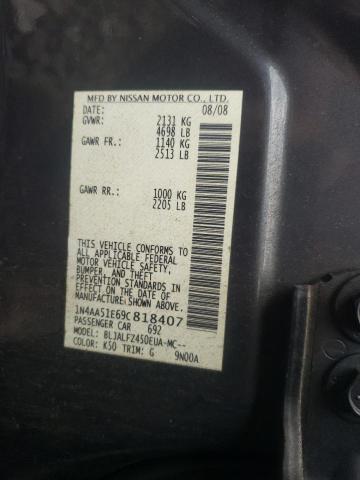 MFD BY NISSAN MOTOR CO., LTD.
DATE: 08/08
GVWR: 2131 KG
4698 LB
GAWR FR.: 1140 KG
2513 LB
GAWR RR.: 1000 KG
2205 LB
THIS VEHICLE CONFORMS TO
ALL APPLICABLE FEDERAL
MOTOR VEHICLE SAFETY,
BUMPER, AND THEFT
PREVENTION STANDARDS IN
EFFECT ON THE DATE OF
MANUFACTURE SHOWN ABOVE.
1N4AA51E69C818407
PASSENGER CAR 692
BLJALFZ450EUA-MC--
COLOR: K50 TRIM: G 9N00A